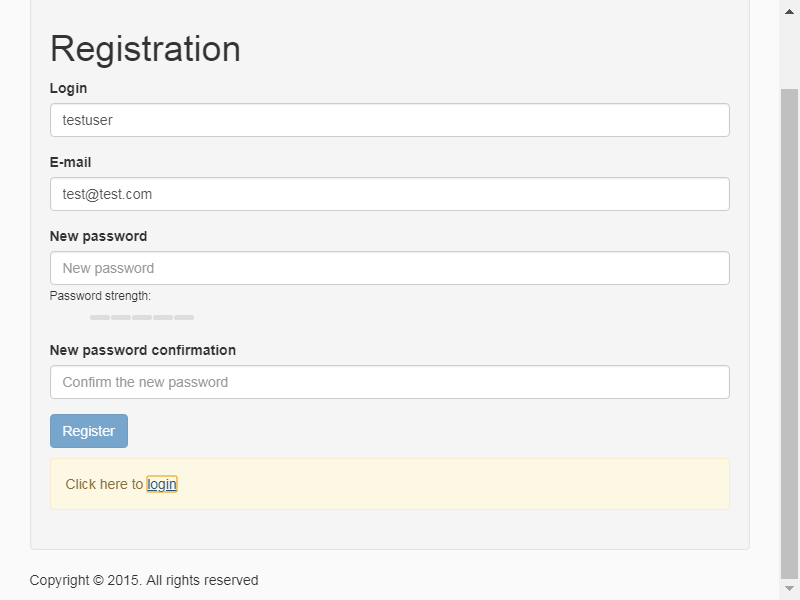 Registration
Login
testuser
E-mail
test@test.com
New password
New password
Password strength:
New password confirmation
Confirm the new password
Register
Click here to login
Copyright © 2015. All rights reserved